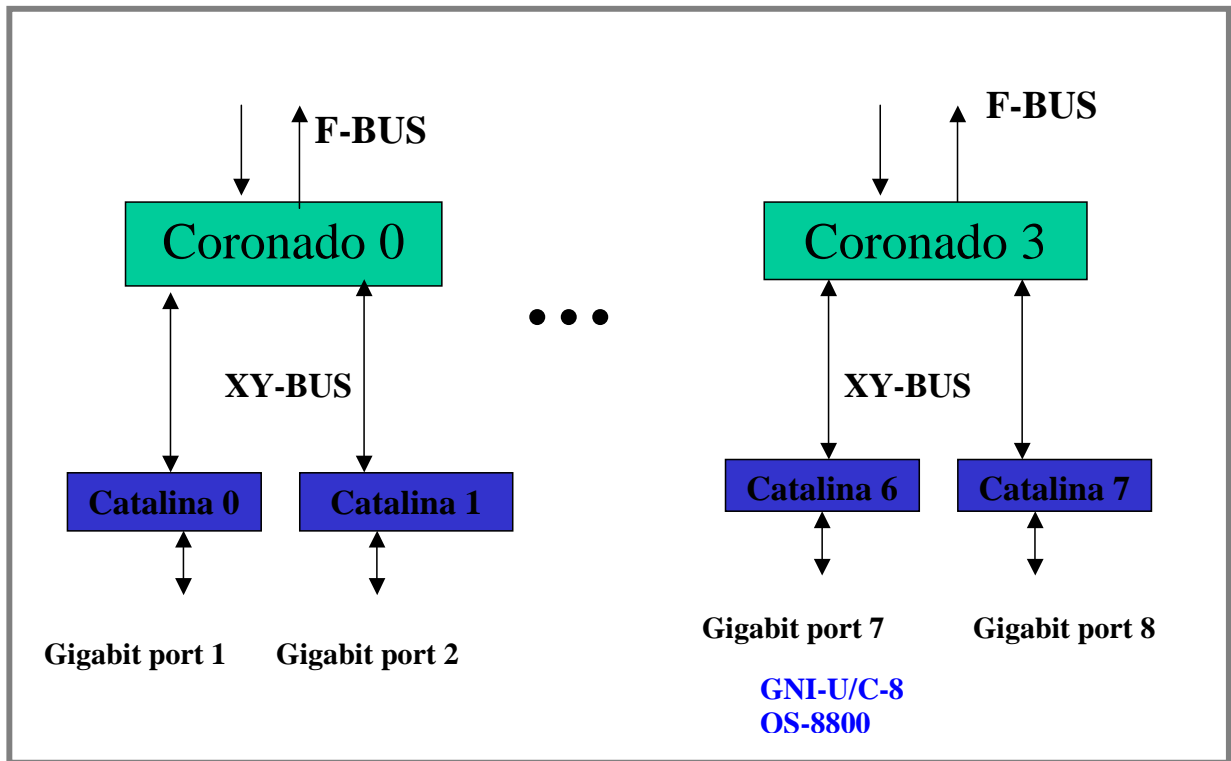 F-BUS
F-BUS
Coronado 0
Coronado 3
XY-BUS
XY-BUS
Catalina 0
Catalina 1
Catalina 6
Catalina 7
Gigabit port 1
Gigabit port 2
Gigabit port 7
Gigabit port 8
GNI-U/C-8
OS-8800